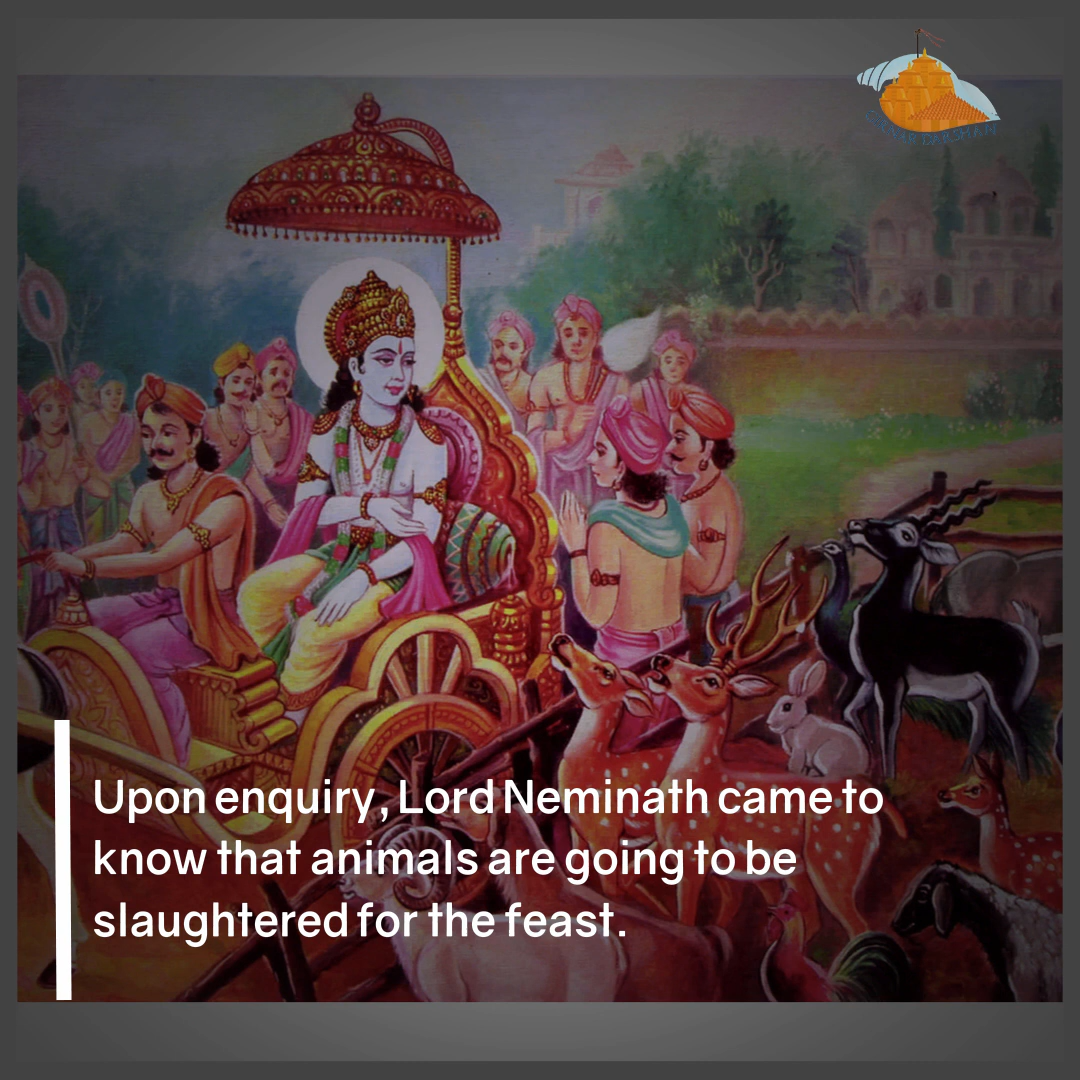 Upon enquiry, Lord Neminath came to
know that animals are going to be
slaughtered for the feast.